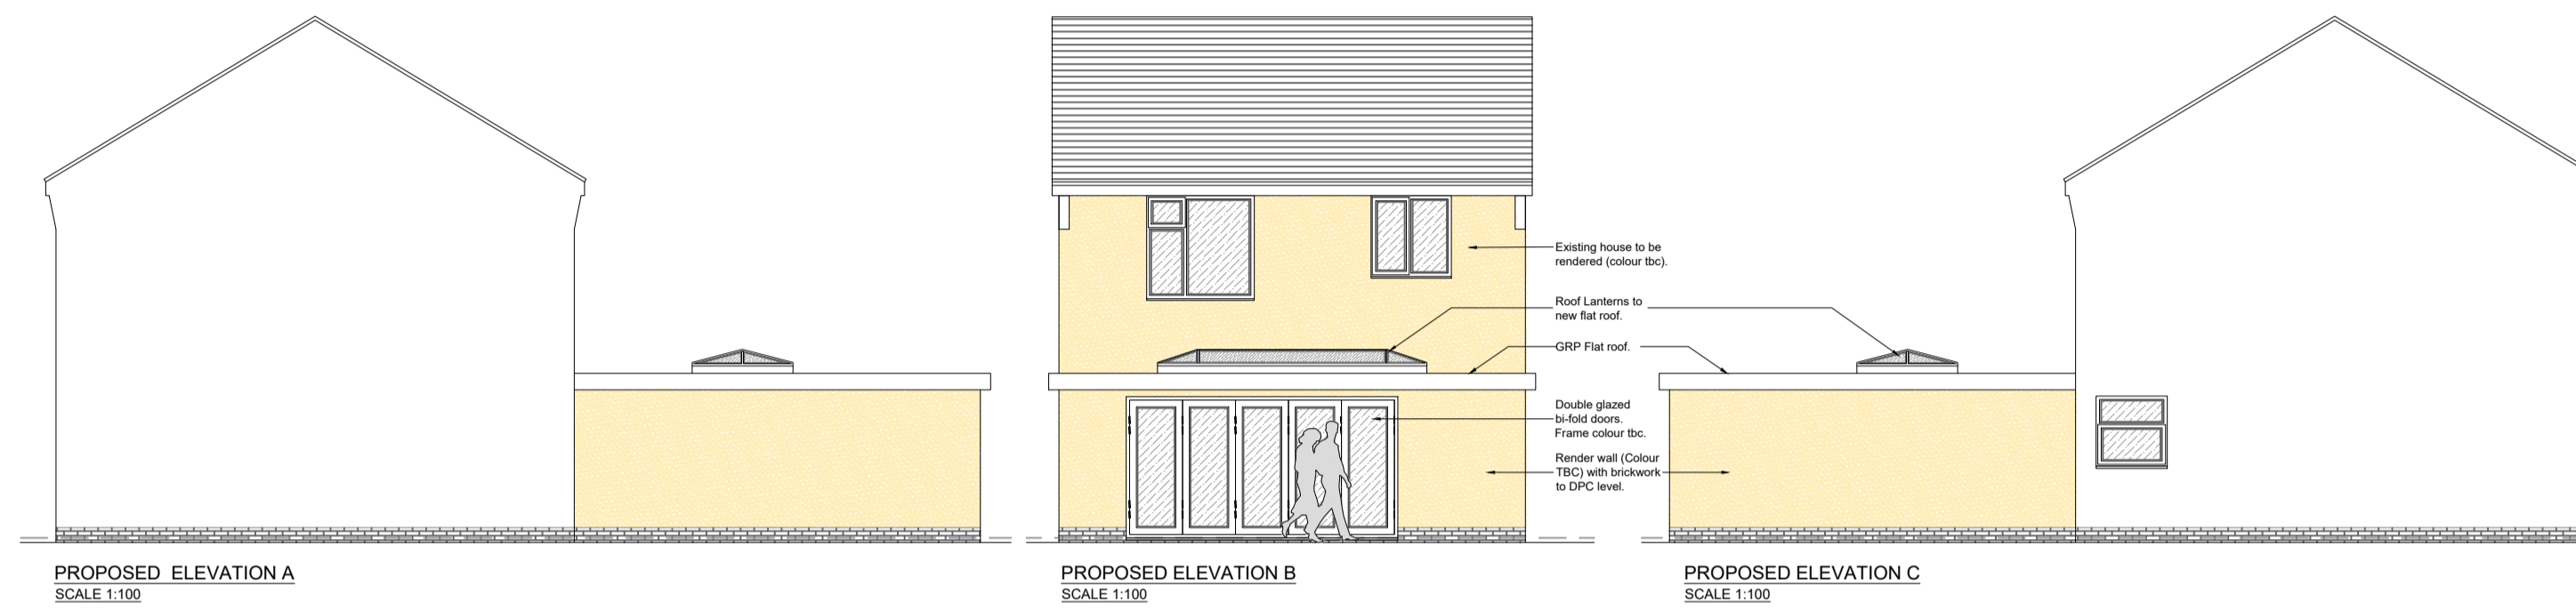 Existing house to be
rendered (colour tbc).
Roof Lanterns to
new flat roof.
GRP Flat roof.
Double glazed
bi-fold doors.
Frame colour tbc.
Render wall (Colour
TBC) with brickwork
to DPC level.
PROPOSED ELEVATION A
SCALE 1:100
PROPOSED ELEVATION B
SCALE 1:100
PROPOSED ELEVATION C
SCALE 1:100